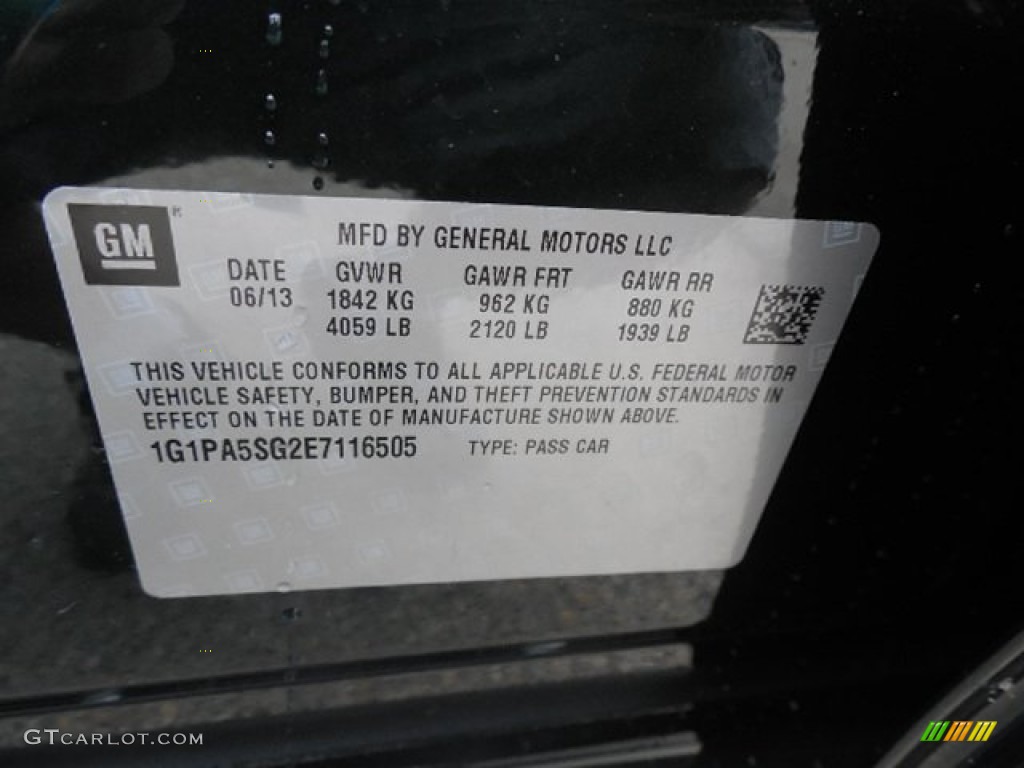 GM ®
MFD BY GENERAL MOTORS LLC
DATE GVWR GAWR FRT GAWR RR
06/13 1842 KG 962 KG 880 KG
4059 LB 2120 LB 1939 LB
THIS VEHICLE CONFORMS TO ALL APPLICABLE U.S. FEDERAL MOTOR
VEHICLE SAFETY, BUMPER, AND THEFT PREVENTION STANDARDS IN
EFFECT ON THE DATE OF MANUFACTURE SHOWN ABOVE.
1G1PA5SG2E7116505 TYPE: PASS CAR
GTCARLOT.COM